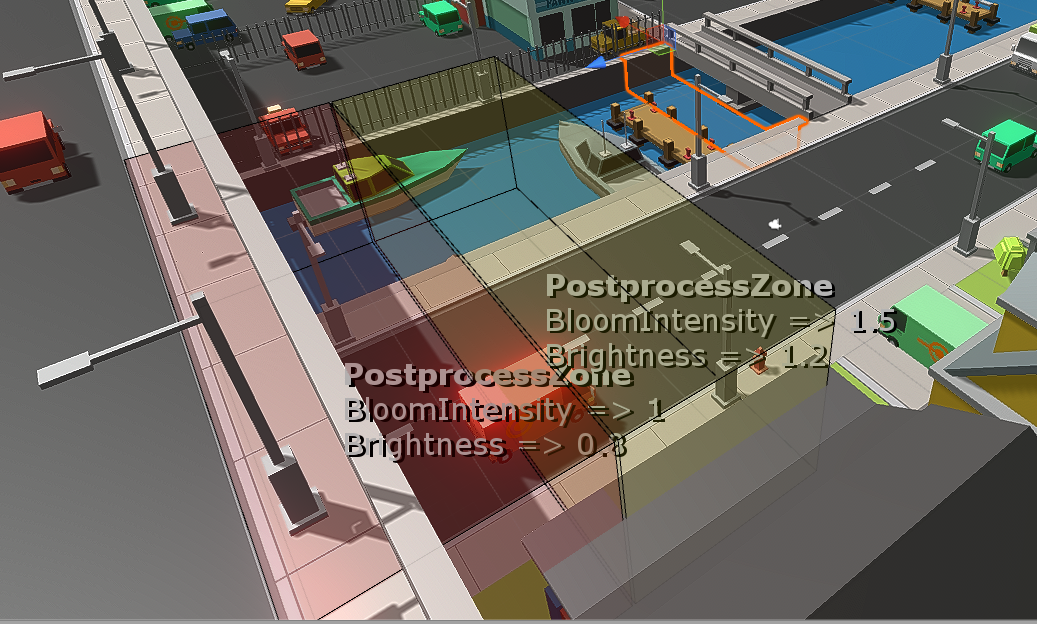 PostprocessZone
BloomIntensity => 1.5
Brightness => 1.2
PostprocessZone
BloomIntensity => 1
Brightness => 0.8